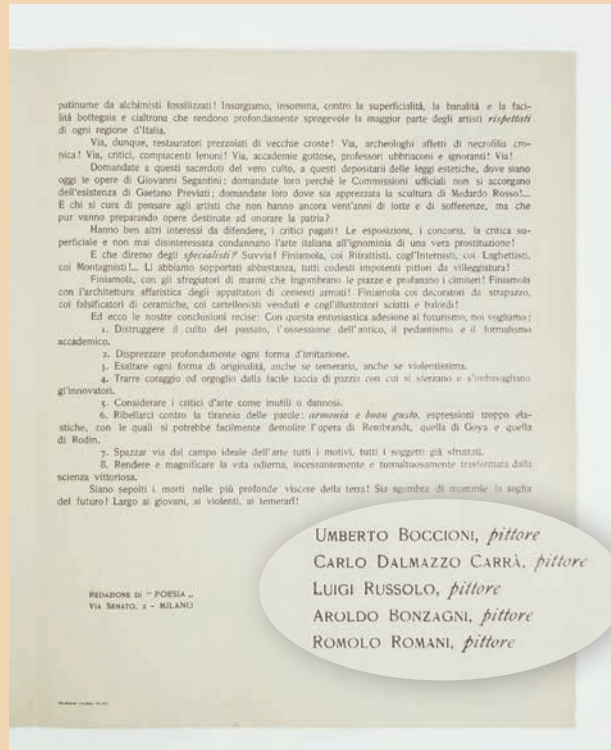 patinume da alchimisti fossilizzati! Insorgiamo, insomma, contro la superficialità, la banalità e la faci-
lità bottegaia e cialtrona che rendono profondamente spregevole la maggior parte degli artisti rispettati
di ogni regione d'Italia.
Via, dunque, restauratori prezzolati di vecchie croste! Via, archeologhi affetti di necrofilia cro-
nica! Via, critici, compiacenti lenoni! Via, accademie gottose, professori ubbriaconi e ignoranti! Via!
Domandate a questi sacerdoti del vero culto, a questi depositarii delle leggi estetiche, dove siano
oggi le opere di Giovanni Segantini; domandate loro perchè le Commissioni ufficiali non si accorgano
dell'esistenza di Gaetano Previati; domandate loro dove sia apprezzata la scultura di Medardo Rosso!...
E chi si cura di pensare agli artisti che non hanno ancora vent'anni di lotte e di sofferenze, ma che
pur vanno preparando opere destinate ad onorare la patria?
Hanno ben altri interessi da difendere, i critici pagati! Le esposizioni, i concorsi, la critica su-
perficiale e non mai disinteressata condannano l'arte italiana all'ignominia di una vera prostituzione!
E che diremo degli specialisti? Suvvia! Finiamola, coi Ritrattisti, cogl'Internisti, coi Laghettisti,
coi Montagnisti!... Li abbiamo sopportati abbastanza, tutti codesti impotenti pittori da villeggiatura!
Finiamola, con gli sfregiatori di marmi che ingombrano le piazze e profanano i cimiteri! Finiamola
con l'architettura affaristica degli appaltatori di cementi armati! Finiamola coi decoratori da strapazzo,
coi falsificatori di ceramiche, coi cartellonisti venduti e cogl'illustratori sciatti e balordi!
Ed ecco le nostre conclusioni recise: Con questa entusiastica adesione al futurismo, noi vogliamo:
1. Distruggere il culto del passato, l'ossessione dell'antico, il pedantismo e il formalismo
accademico.
2. Disprezzare profondamente ogni forma d'imitazione.
3. Esaltare ogni forma di originalità, anche se temeraria, anche se violentissima.
4. Trarre coraggio ed orgoglio dalla facile taccia di pazzia con cui si sferzano e s'imbavagliano
gl'innovatori.
5. Considerare i critici d'arte come inutili o dannosi.
6. Ribellarci contro la tirannia delle parole: armonia e buon gusto, espressioni troppo ela-
stiche, con le quali si potrebbe facilmente demolire l'opera di Rembrandt, quella di Goya e quella
di Rodin.
7. Spazzar via dal campo ideale dell'arte tutti i motivi, tutti i soggetti già sfruttati.
8. Rendere e magnificare la vita odierna, incessantemente e tumultuosamente trasformata dalla
scienza vittoriosa.
Siano sepolti i morti nelle più profonde viscere della terra! Sia sgombra di mummie la soglia
del futuro! Largo ai giovani, ai violenti, ai temerarî!
UMBERTO BOCCIONI, pittore
CARLO DALMAZZO CARRÀ, pittore
LUIGI RUSSOLO, pittore
AROLDO BONZAGNI, pittore
ROMOLO ROMANI, pittore
REDAZIONE DI " POESIA „
VIA SENATO, 2 - MILANO